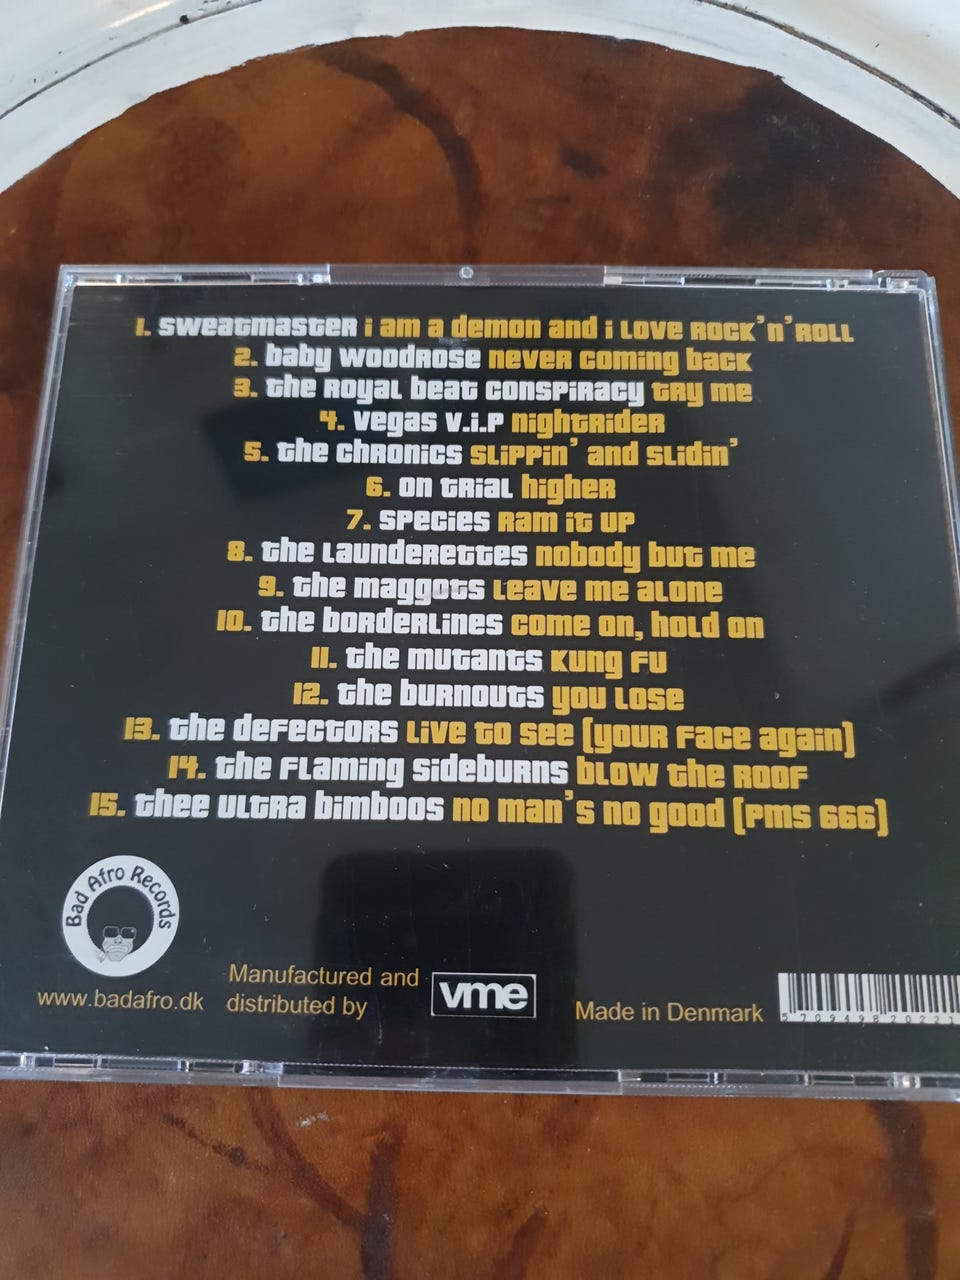 1. Sweatmaster i am a demon and i love rock'n'roll
2. baby woodrose never coming back
3. the Royal beat conspiracy try me
4. Vegas V.i.P nightrider
5. the chronics slippin' and slidin'
6. on trial higher
7. species Ram it up
8. the launderettes nobody but me
9. the maggots leave me alone
10. the borderlines come on, hold on
11. the mutants kung fu
12. the burnouts you lose
13. the defectors live to see (your face again)
14. the flaming sideburns blow the roof
15. thee ultra bimboos no man's no good (pms 666)
Bad Afro Records
www.badafro.dk
Manufactured and
distributed by
vme
Made in Denmark
5 709498 20221